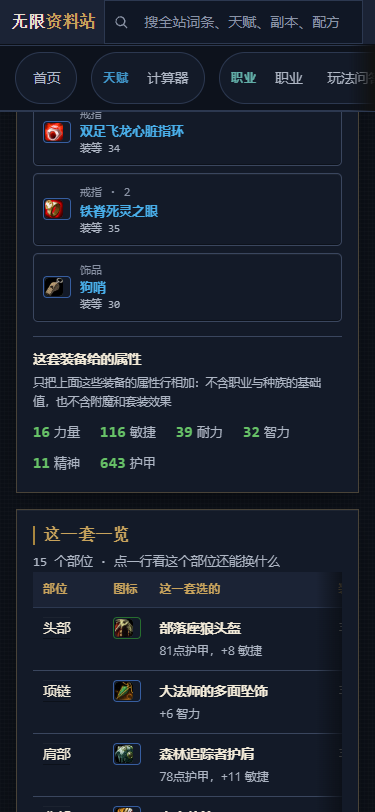 无限资料站
搜全站词条、天赋、副本、配方
首页
天赋 计算器
职业 职业 玩法问
戒指
双足飞龙心脏指环
装等 34
戒指 · 2
铁脊死灵之眼
装等 35
饰品
狗哨
装等 30
这套装备给的属性
只把上面这些装备的属性行相加：不含职业与种族的基础
值，也不含附魔和套装效果
16 力量 116 敏捷 39 耐力 32 智力
11 精神 643 护甲
这一套一览
15 个部位 · 点一行看这个部位还能换什么
部位 图标 这一套选的
头部 部落座狼头盔
81点护甲，+8 敏捷
项链 大法师的多面坠饰
+6 智力
肩部 森林追踪者护肩
78点护甲，+11 敏捷